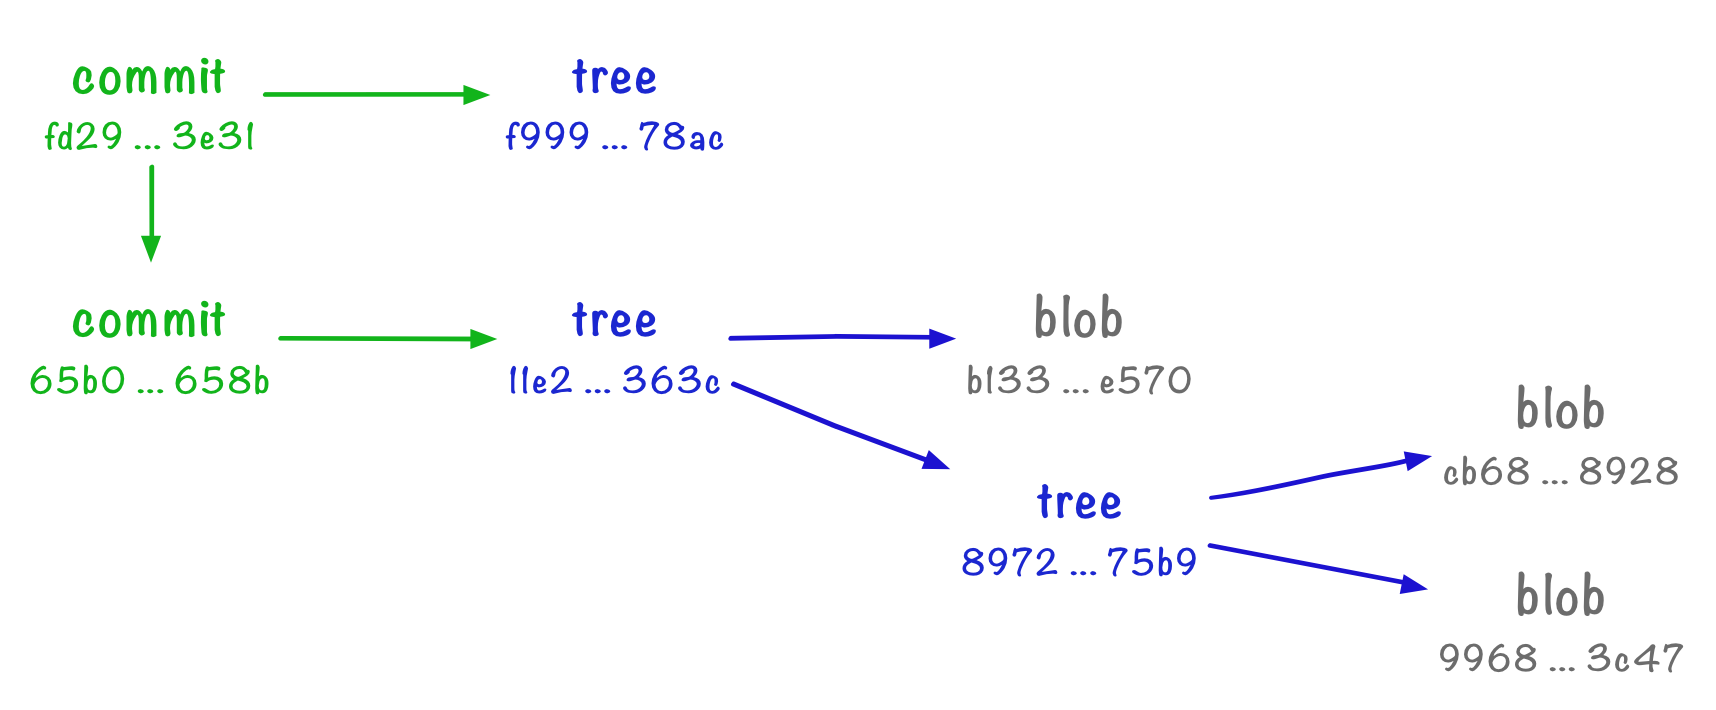 commit
fd29 ... 3e31
tree
f999 ... 78ac
commit
65b0 ... 658b
tree
11e2 ... 363c
blob
b133 ... e570
blob
cb68 ... 8928
tree
8972 ... 75b9
blob
9968 ... 3c47